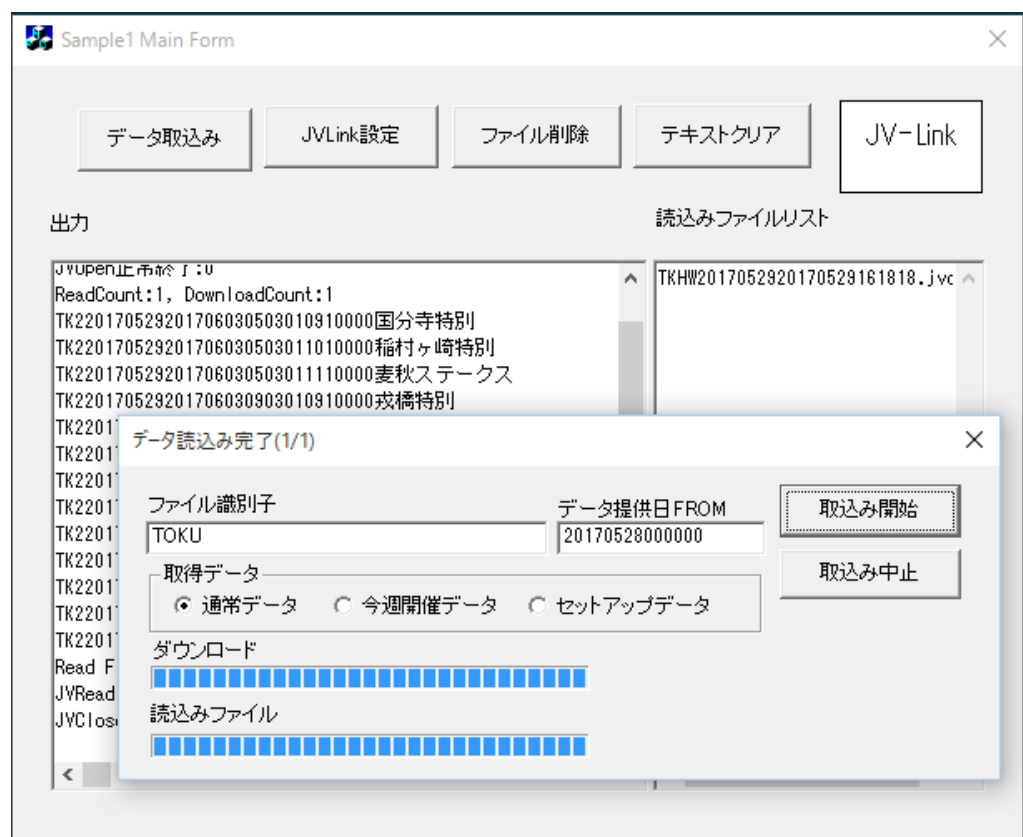 Sample1 Main Form
データ取込み
JVLink設定
ファイル削除
テキストクリア
JV-Link
出力
読込みファイルリスト
JVOpen正常終了:0
ReadCount:1, DownloadCount:1
TK220170529201706030503010910000国分寺特別
TK220170529201706030503011010000稲村ヶ崎特別
TK220170529201706030503011110000麦秋ステークス
TK220170529201706030903010910000戎橋特別
TK2201
TK2201
TK2201
TK2201
TK2201
TK2201
TK2201
TK2201
TK2201
Read F
JVRead
JVClos
TKHW2017052920170529161818.jvd
データ読込み完了(1/1)
ファイル識別子
TOKU
データ提供日FROM
20170528000000
取込み開始
取込み中止
取得データ
通常データ
今週開催データ
セットアップデータ
ダウンロード
読込みファイル